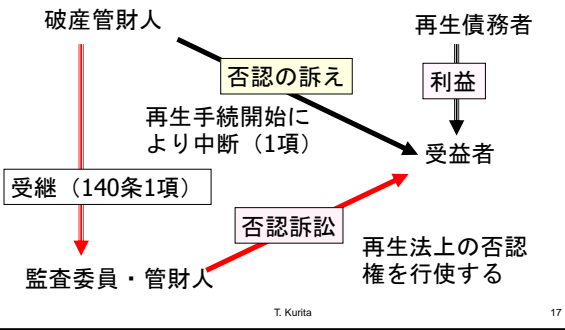 破産管財人
再生債務者
否認の訴え
利益
再生手続開始に
より中断（1項）
受益者
受継（140条1項）
否認訴訟
再生法上の否認
権を行使する
監査委員・管財人
T. Kurita
17